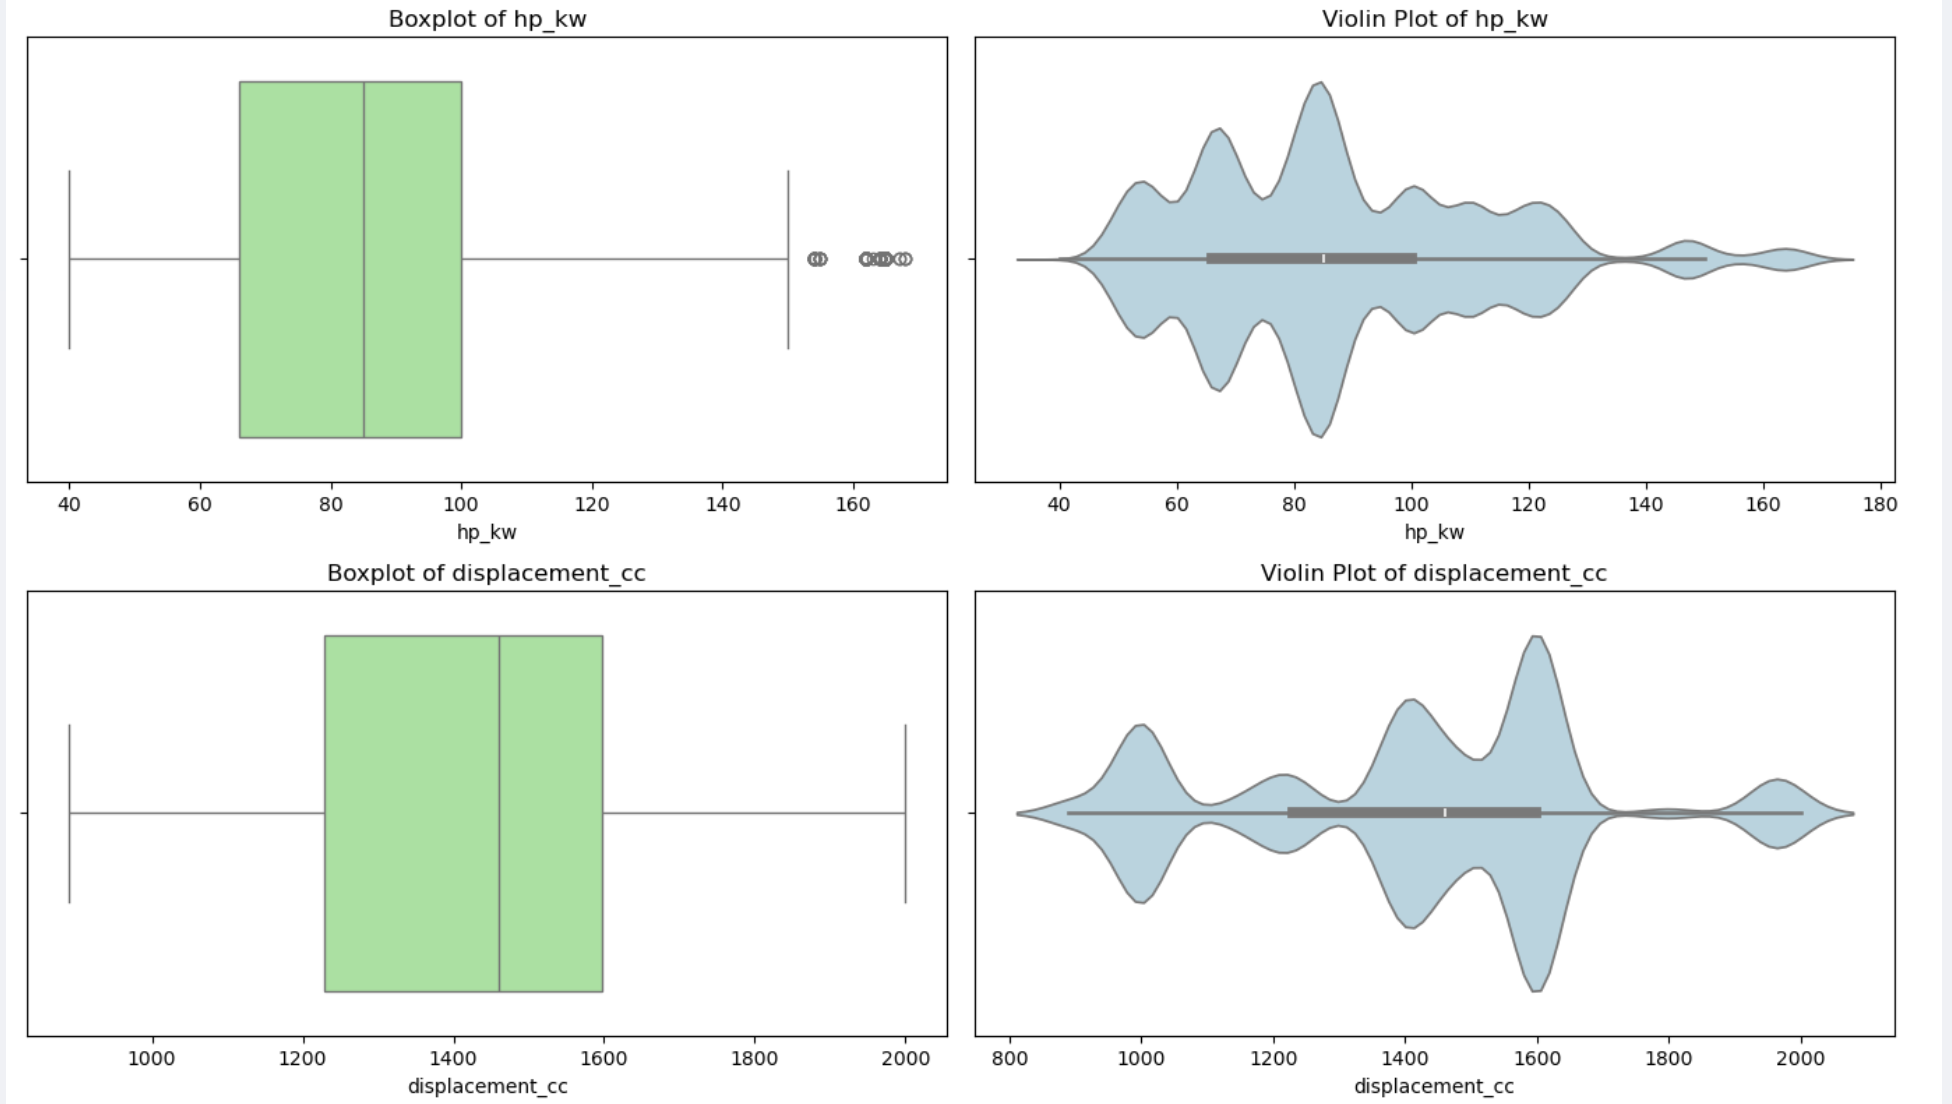 Boxplot of hp_kw
40 60 80 100 120 140 160
hp_kw
Violin Plot of hp_kw
40 60 80 100 120 140 160 180
hp_kw
Boxplot of displacement_cc
1000 1200 1400 1600 1800 2000
displacement_cc
Violin Plot of displacement_cc
800 1000 1200 1400 1600 1800 2000
displacement_cc